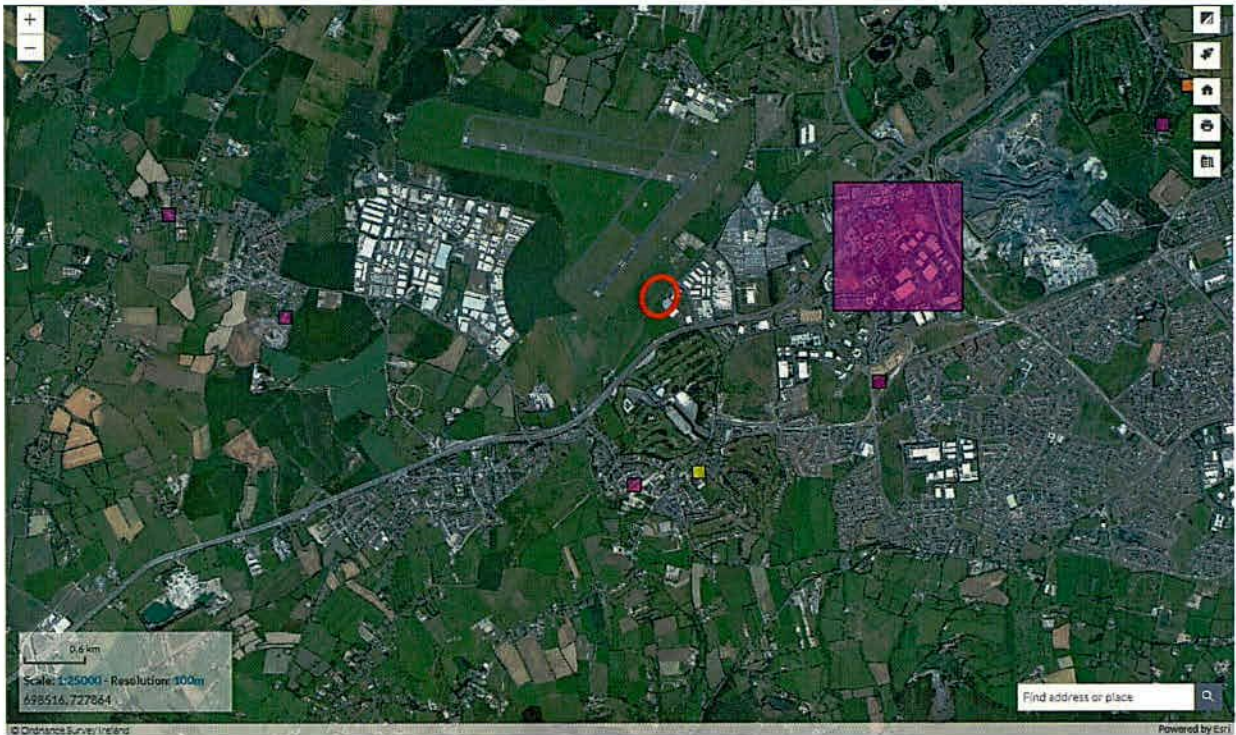 +
−
0.6 km
Scale: 1:25000 - Resolution: 100m
698516,727864
Find address or place
© Ordnance Survey Ireland
Powered by Esri